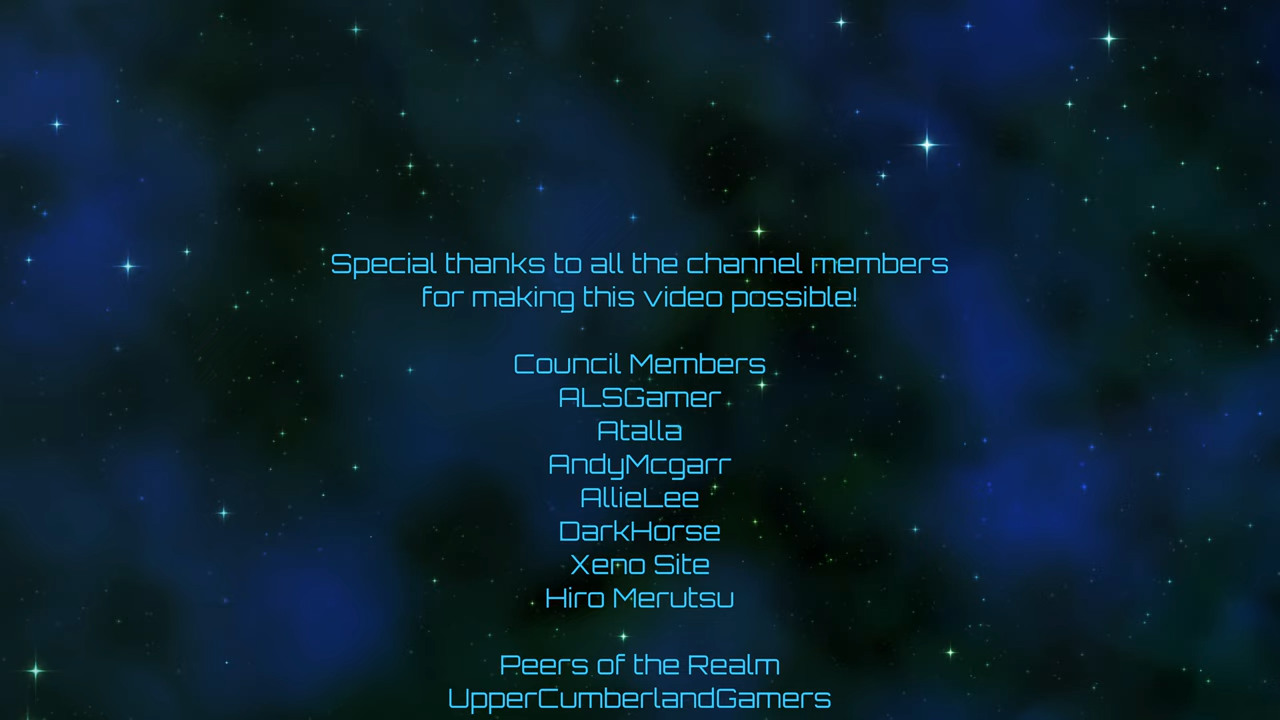 Special thanks to all the channel members
for making this video possible!
Council Members
ALSGamer
Atalla
AndyMcgarr
AllieLee
DarkHorse
Xeno Site
Hiro Merutsu
Peers of the Realm
UpperCumberlandGamers